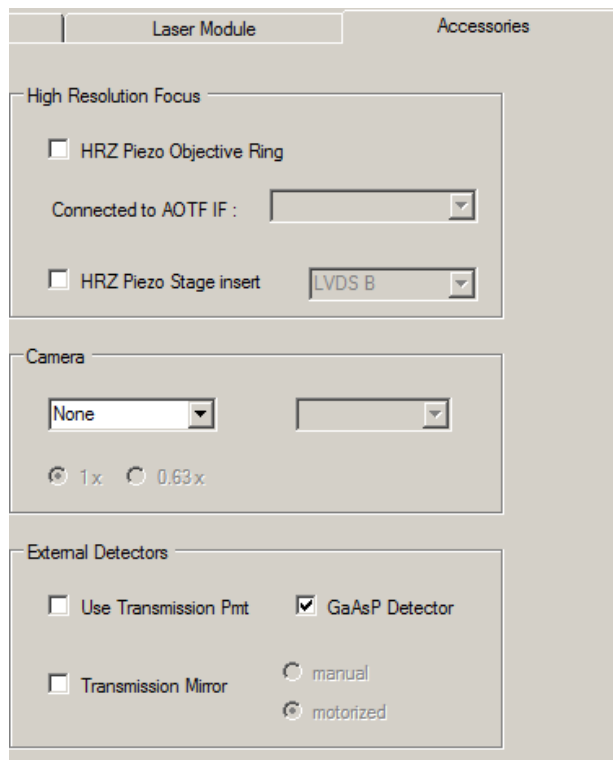 Laser Module Accessories
High Resolution Focus
HRZ Piezo Objective Ring
Connected to AOTF IF :
HRZ Piezo Stage insert LVDS B
Camera
None
1x 0,63x
External Detectors
Use Transmission Pmt GaAsP Detector
manual
Transmission Mirror
motorized